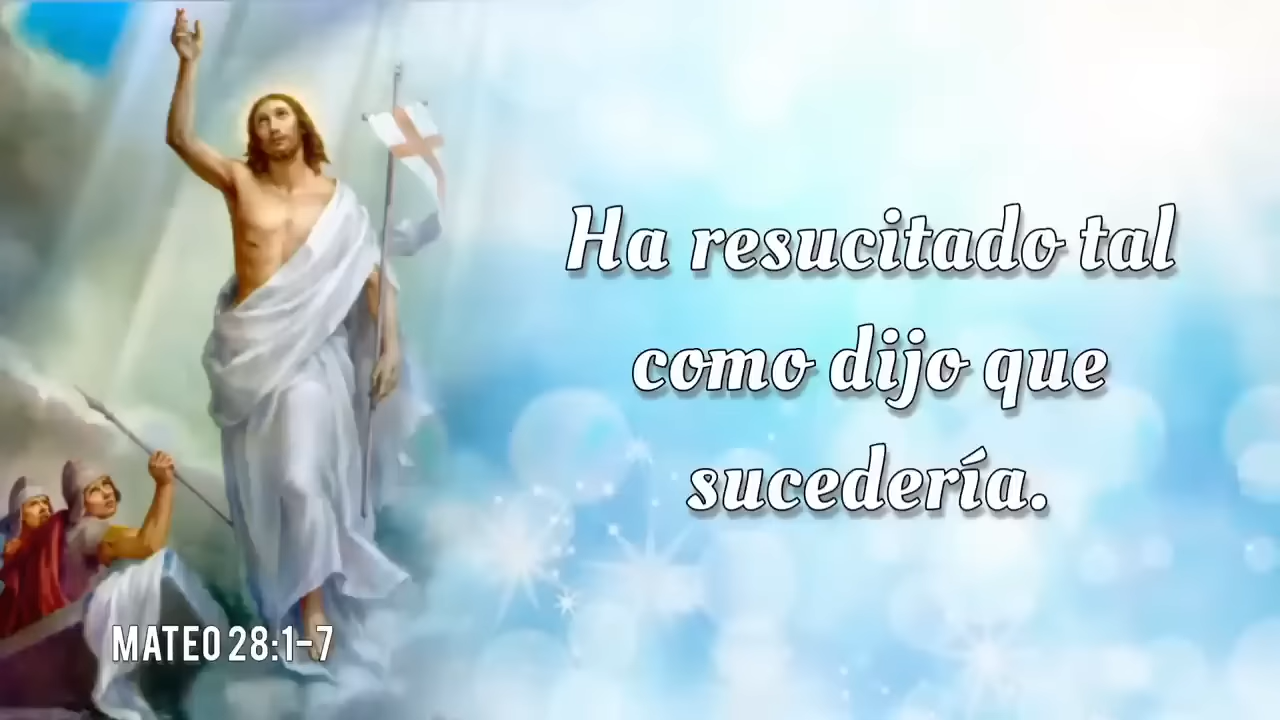 Ha resucitado tal
como dijo que
sucedería.
MATEO 28:1-7